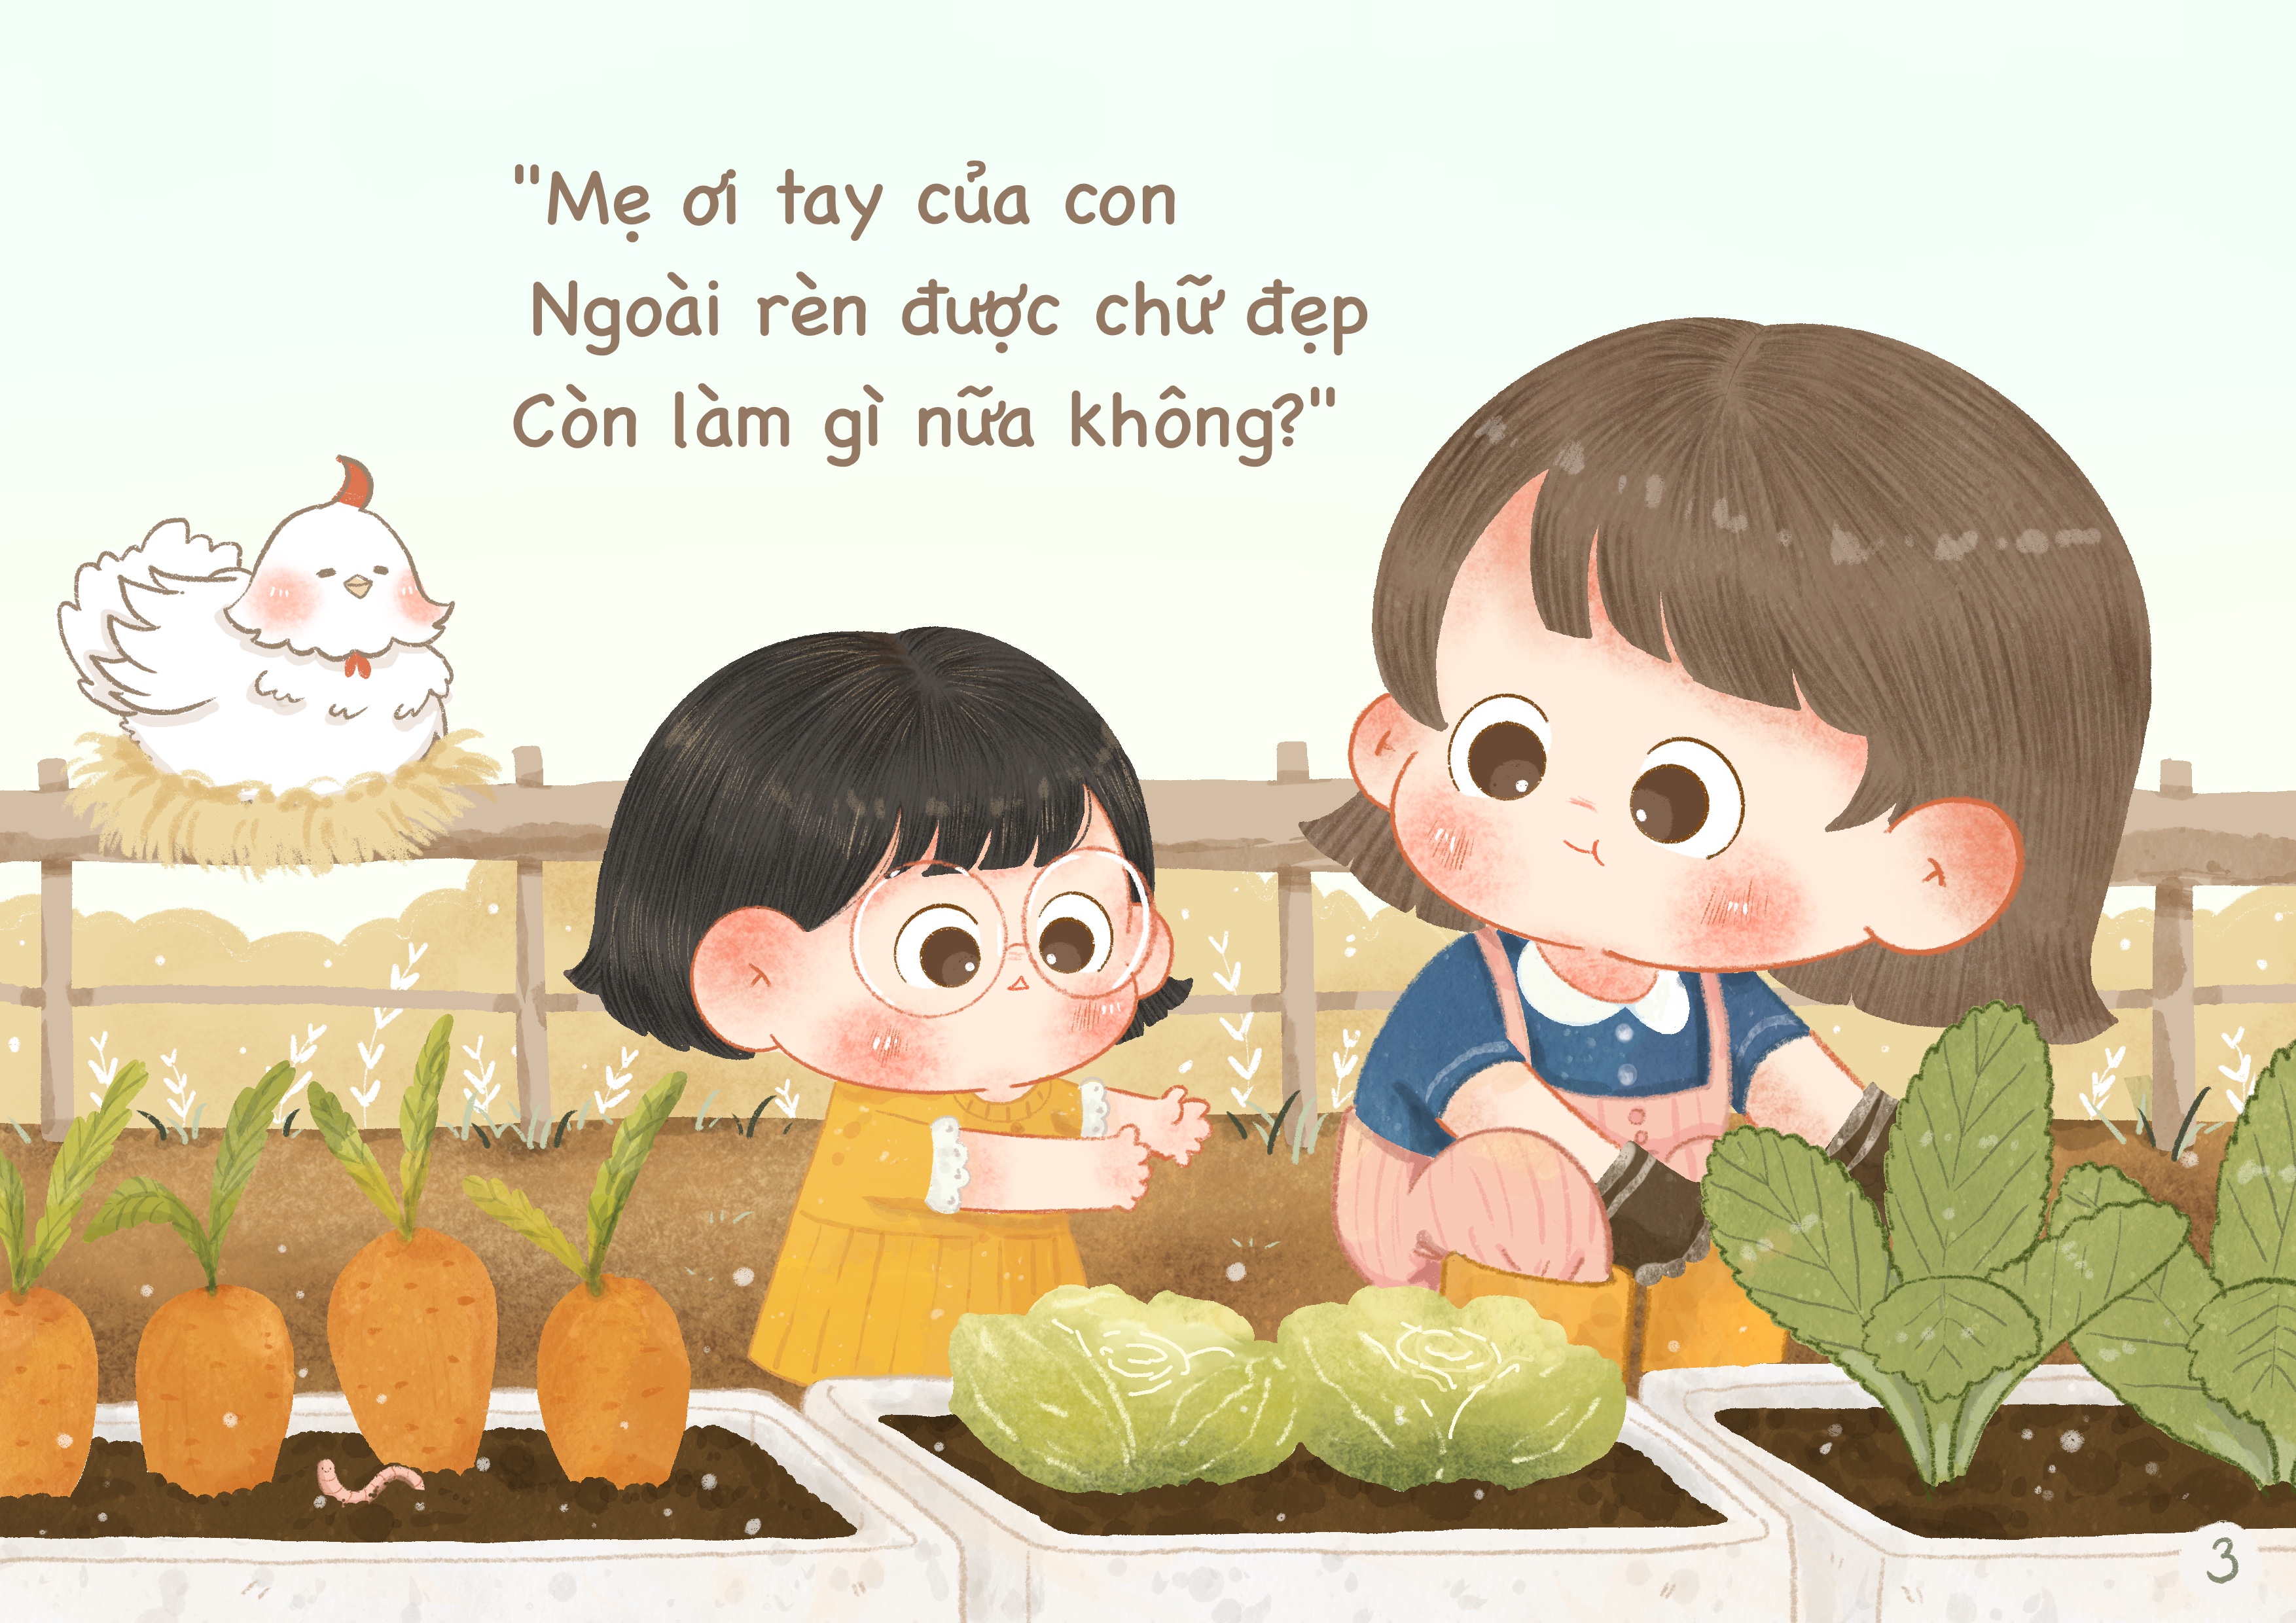 "Mẹ ơi tay của con
Ngoài rèn được chữ đẹp
Còn làm gì nữa không?"
3